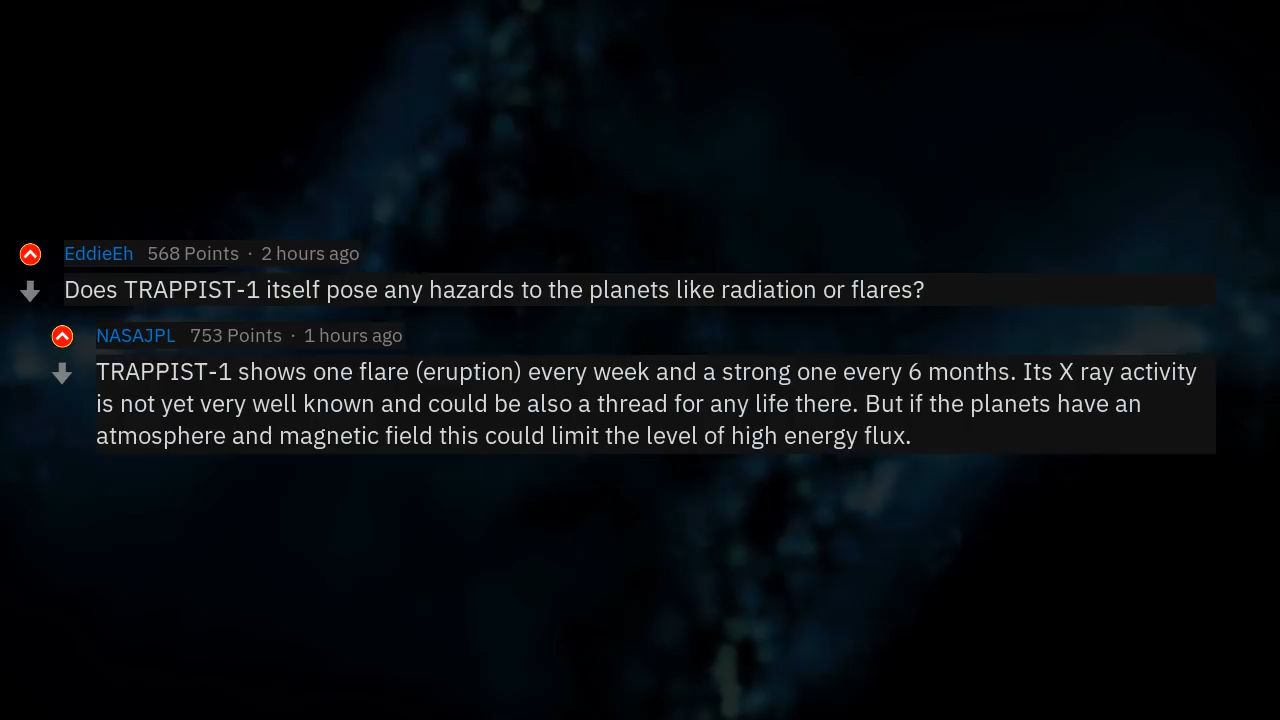 EddieEh 568 Points · 2 hours ago
Does TRAPPIST-1 itself pose any hazards to the planets like radiation or flares?
NASAJPL 753 Points · 1 hours ago
TRAPPIST-1 shows one flare (eruption) every week and a strong one every 6 months. Its X ray activity
is not yet very well known and could be also a thread for any life there. But if the planets have an
atmosphere and magnetic field this could limit the level of high energy flux.